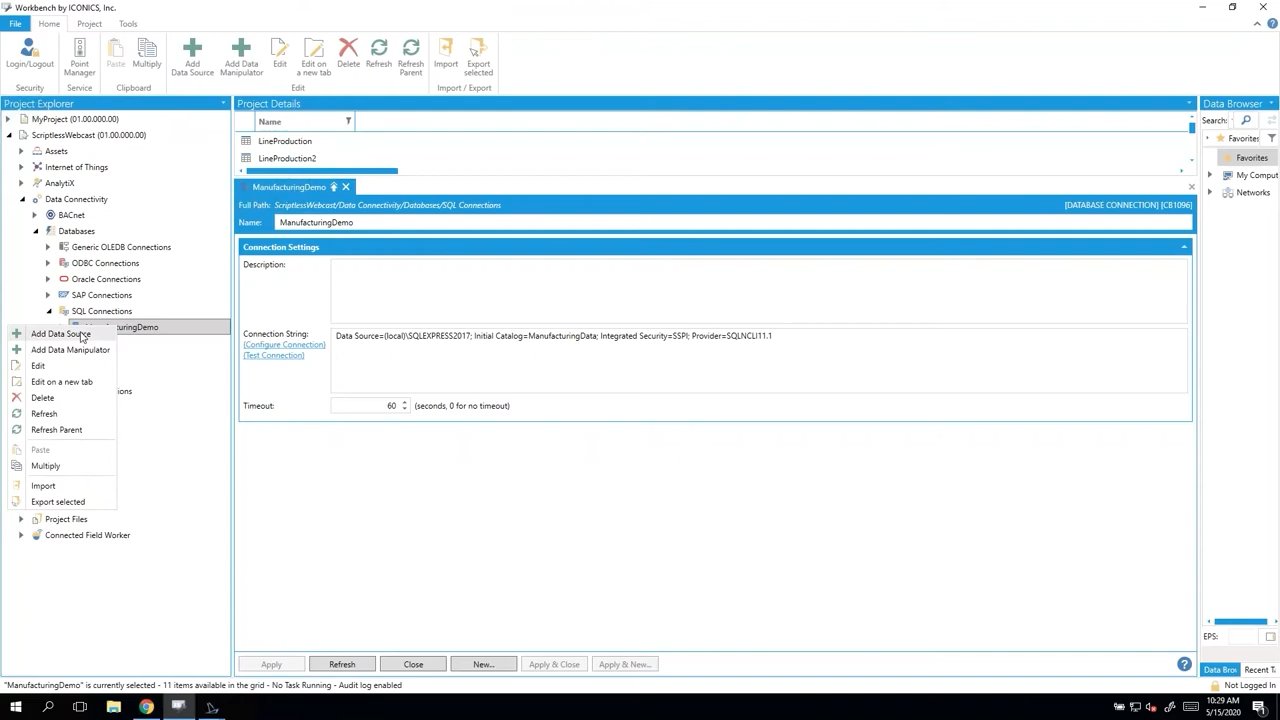 Workbench by ICONICS, Inc.
File Home Project Tools
Login/Logout
Point Manager
Paste
Multiply
Add Data Source
Add Data Manipulator
Edit
Edit on a new tab
Delete
Refresh
Refresh Parent
Import
Export selected
Security Service Clipboard Edit Import / Export
Project Explorer
MyProject (01.00.000.00)
ScriptlessWebcast (01.00.000.00)
Assets
Internet of Things
AnalytiX
Data Connectivity
BACnet
Databases
Generic OLEDB Connections
ODBC Connections
Oracle Connections
SAP Connections
SQL Connections
turingDemo
Add Data Source
Add Data Manipulator
Edit
Edit on a new tab
Delete
Refresh
Refresh Parent
Paste
Multiply
Import
Export selected
Project Files
Connected Field Worker
Project Details
Name
LineProduction
LineProduction2
ManufacturingDemo
Full Path: ScriptlessWebcast/Data Connectivity/Databases/SQL Connections [DATABASE CONNECTION] [CB1096]
Name: ManufacturingDemo
Connection Settings
Description:
Connection String: Data Source=(local)\SQLEXPRESS2017; Initial Catalog=ManufacturingData; Integrated Security=SSPI; Provider=SQLNCLI11.1
(Configure Connection)
(Test Connection)
Timeout: 60 (seconds, 0 for no timeout)
Apply Refresh Close New... Apply & Close Apply & New...
Data Browser
Search:
Favorites
Favorites
My Comput
Networks
EPS:
Data Bro Recent T
"ManufacturingDemo" is currently selected - 11 items available in the grid - No Task Running - Audit log enabled
Not Logged In
10:29 AM
5/15/2020